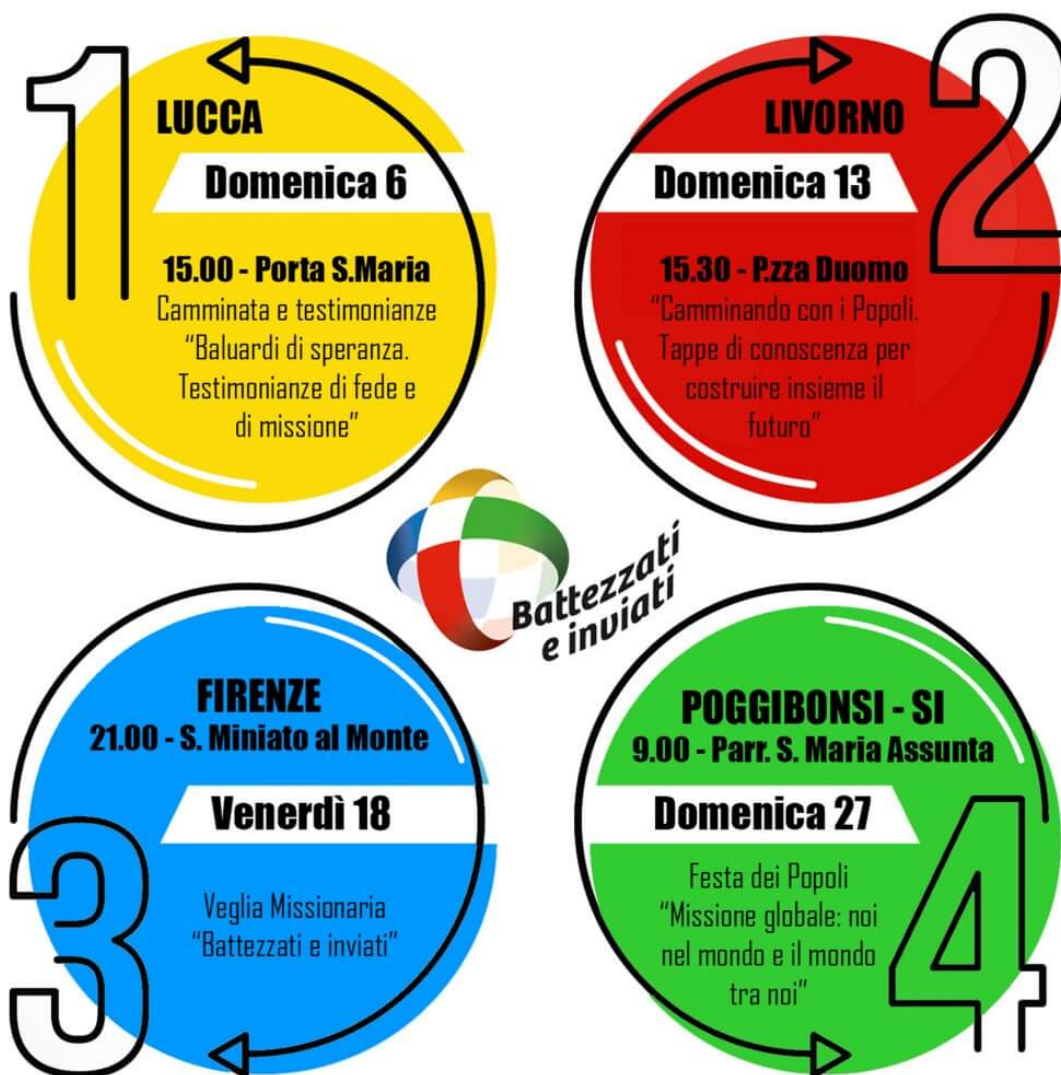 1
LUCCA
Domenica 6
15.00 - Porta S.Maria
Camminata e testimonianze
“Baluardi di speranza.
Testimonianze di fede e
di missione”
2
LIVORNO
Domenica 13
15.30 - P.zza Duomo
“Camminando con i Popoli.
Tappe di conoscenza per
costruire insieme il
futuro”
Battezzati
e inviati
3
FIRENZE
21.00 - S. Miniato al Monte
Venerdì 18
Veglia Missionaria
“Battezzati e inviati”
4
POGGIBONSI - SI
9.00 - Parr. S. Maria Assunta
Domenica 27
Festa dei Popoli
“Missione globale: noi
nel mondo e il mondo
tra noi”